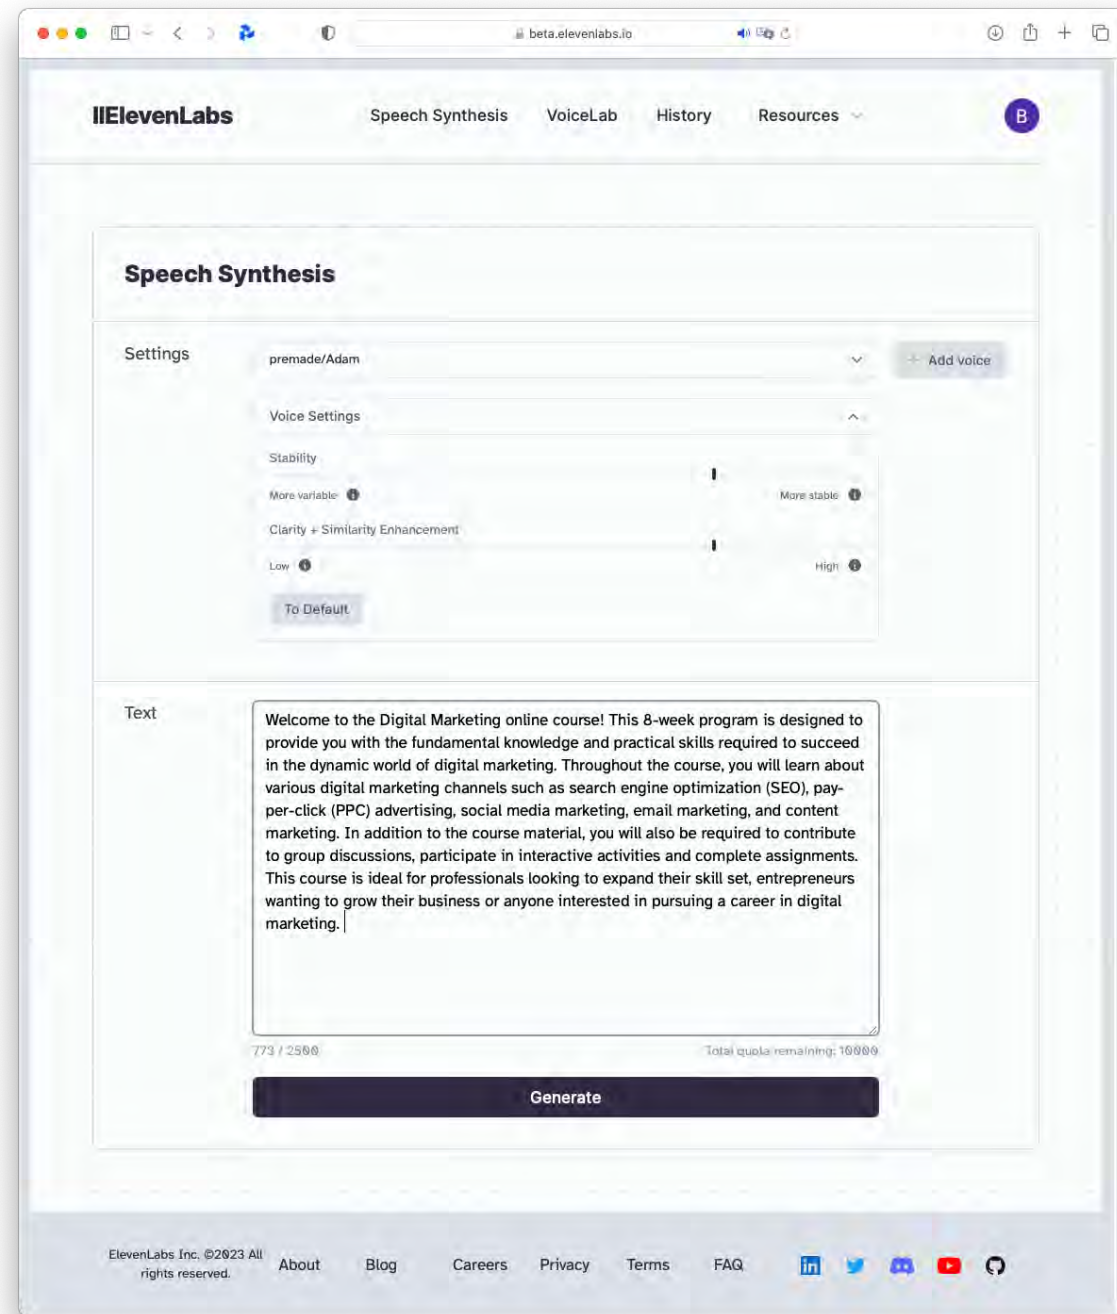 beta.elevenlabs.io
IIElevenLabs
Speech Synthesis VoiceLab History Resources
B
Speech Synthesis
Settings
premade/Adam
+ Add voice
Voice Settings
Stability
More variable
More stable
Clarity + Similarity Enhancement
Low
High
To Default
Text
Welcome to the Digital Marketing online course! This 8-week program is designed to
provide you with the fundamental knowledge and practical skills required to succeed
in the dynamic world of digital marketing. Throughout the course, you will learn about
various digital marketing channels such as search engine optimization (SEO), pay-
per-click (PPC) advertising, social media marketing, email marketing, and content
marketing. In addition to the course material, you will also be required to contribute
to group discussions, participate in interactive activities and complete assignments.
This course is ideal for professionals looking to expand their skill set, entrepreneurs
wanting to grow their business or anyone interested in pursuing a career in digital
marketing.
773 / 2500
Total quota remaining: 10000
Generate
ElevenLabs Inc. ©2023 All
rights reserved.
About Blog Careers Privacy Terms FAQ
in